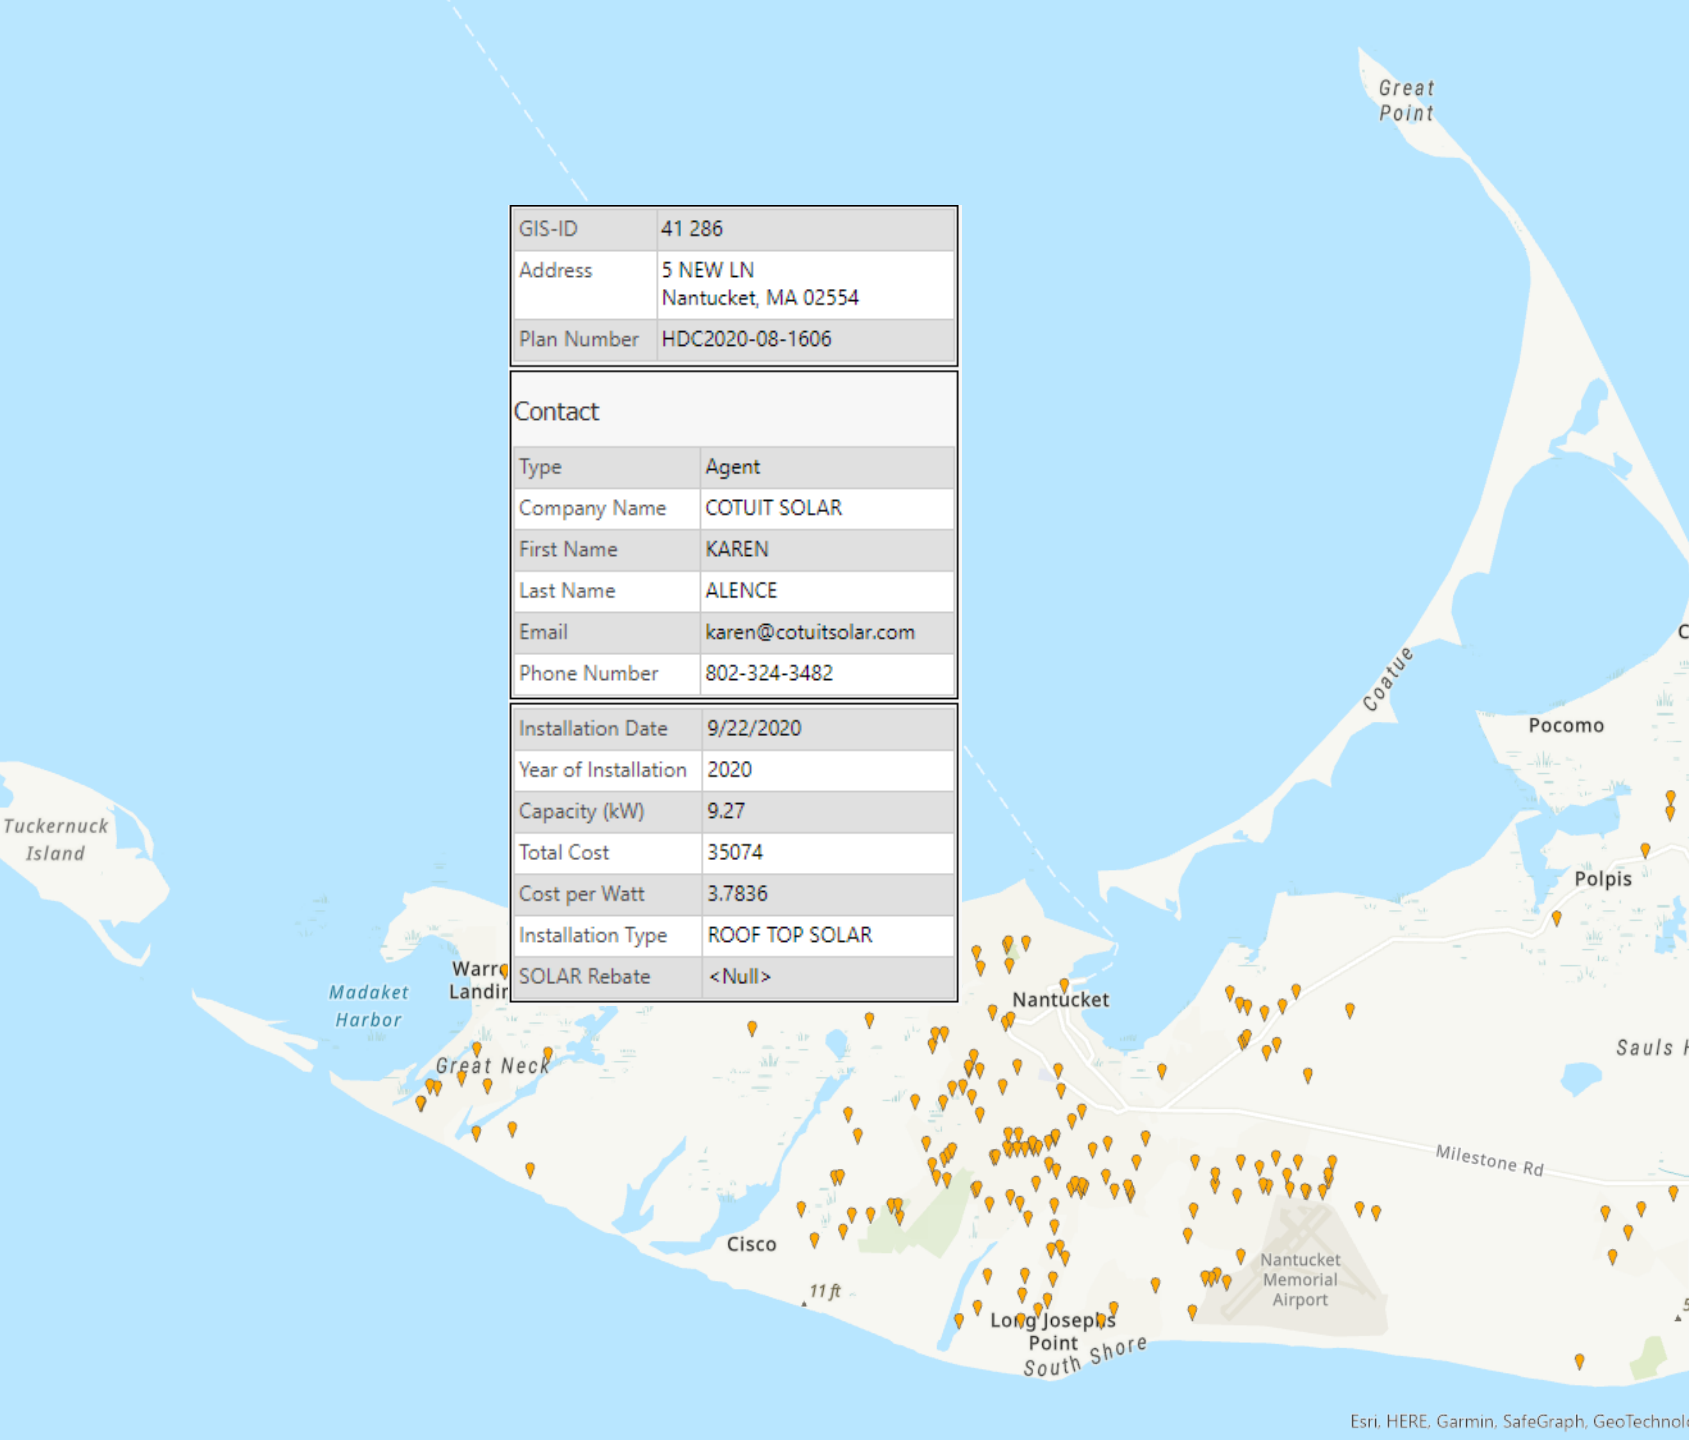 Great
Point
GIS-ID 41 286
Address 5 NEW LN
Nantucket, MA 02554
Plan Number HDC2020-08-1606
Contact
Type Agent
Company Name COTUIT SOLAR
First Name KAREN
Last Name ALENCE
Email karen@cotuitsolar.com
Phone Number 802-324-3482
Installation Date 9/22/2020
Year of Installation 2020
Capacity (kW) 9.27
Total Cost 35074
Cost per Watt 3.7836
Installation Type ROOF TOP SOLAR
SOLAR Rebate <Null>
Coatue
Pocomo
Tuckernuck
Island
Polpis
Madaket
Harbor
Nantucket
Great Neck
Sauls
Milestone Rd
Cisco
11 ft
Nantucket
Memorial
Airport
Long Josephs
Point
South Shore
Esri, HERE, Garmin, SafeGraph,